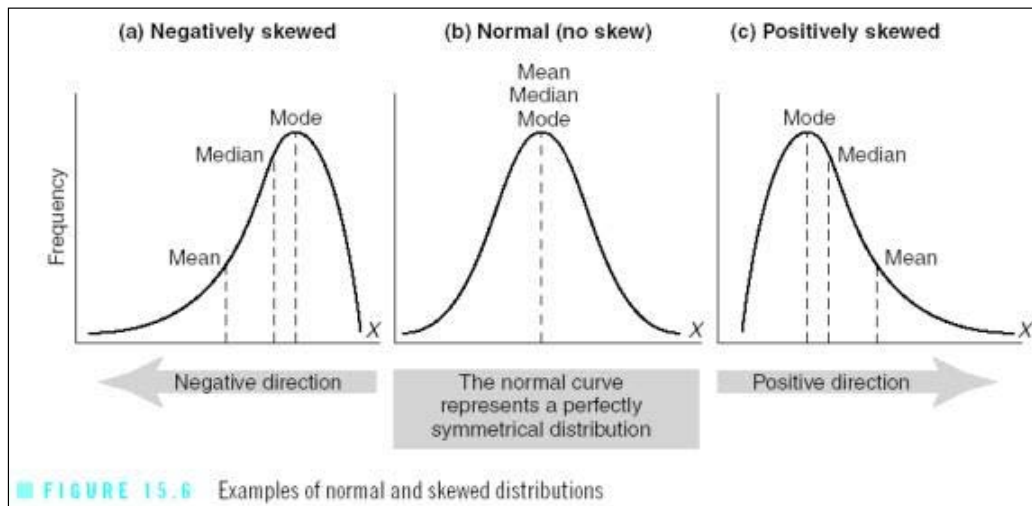 (a) Negatively skewed
(b) Normal (no skew)
(c) Positively skewed
Frequency
Mean
Median
Mode
X
Mean
Median
Mode
X
Mode
Median
Mean
X
Negative direction
The normal curve
represents a perfectly
symmetrical distribution
Positive direction
FIGURE 15.6 Examples of normal and skewed distributions